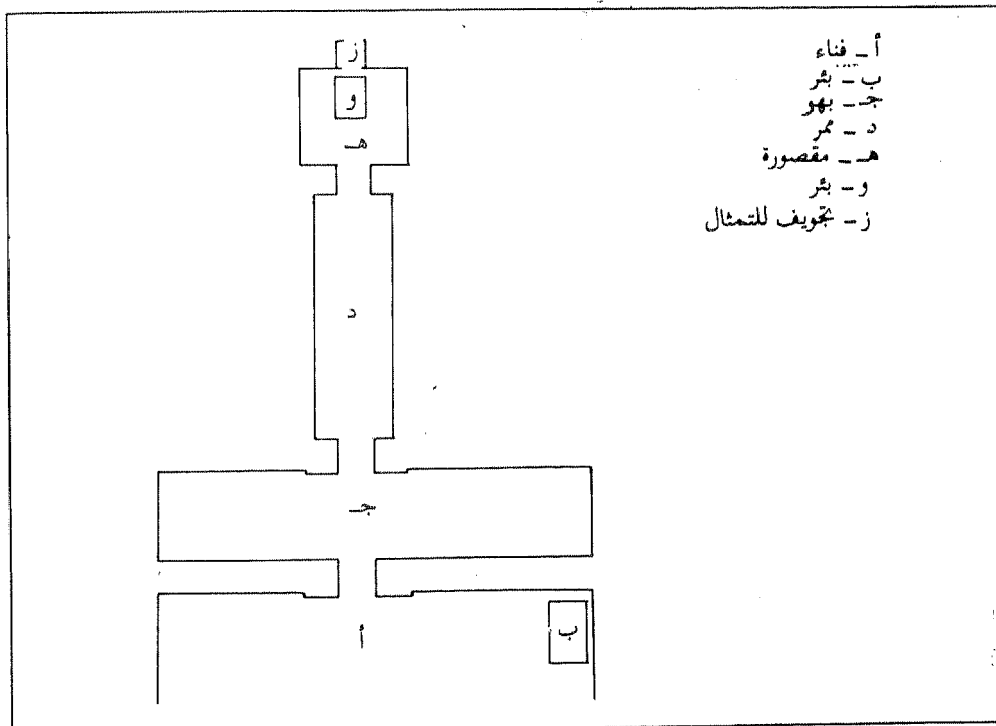 أ ـ فناء
ب ـ بئر
جـ ـ بهو
د ـ ممر
هـ ـ مقصورة
و ـ بئر
ز ـ تجويف للتمثال
ز
و
هـ
د
جـ
أ
ب